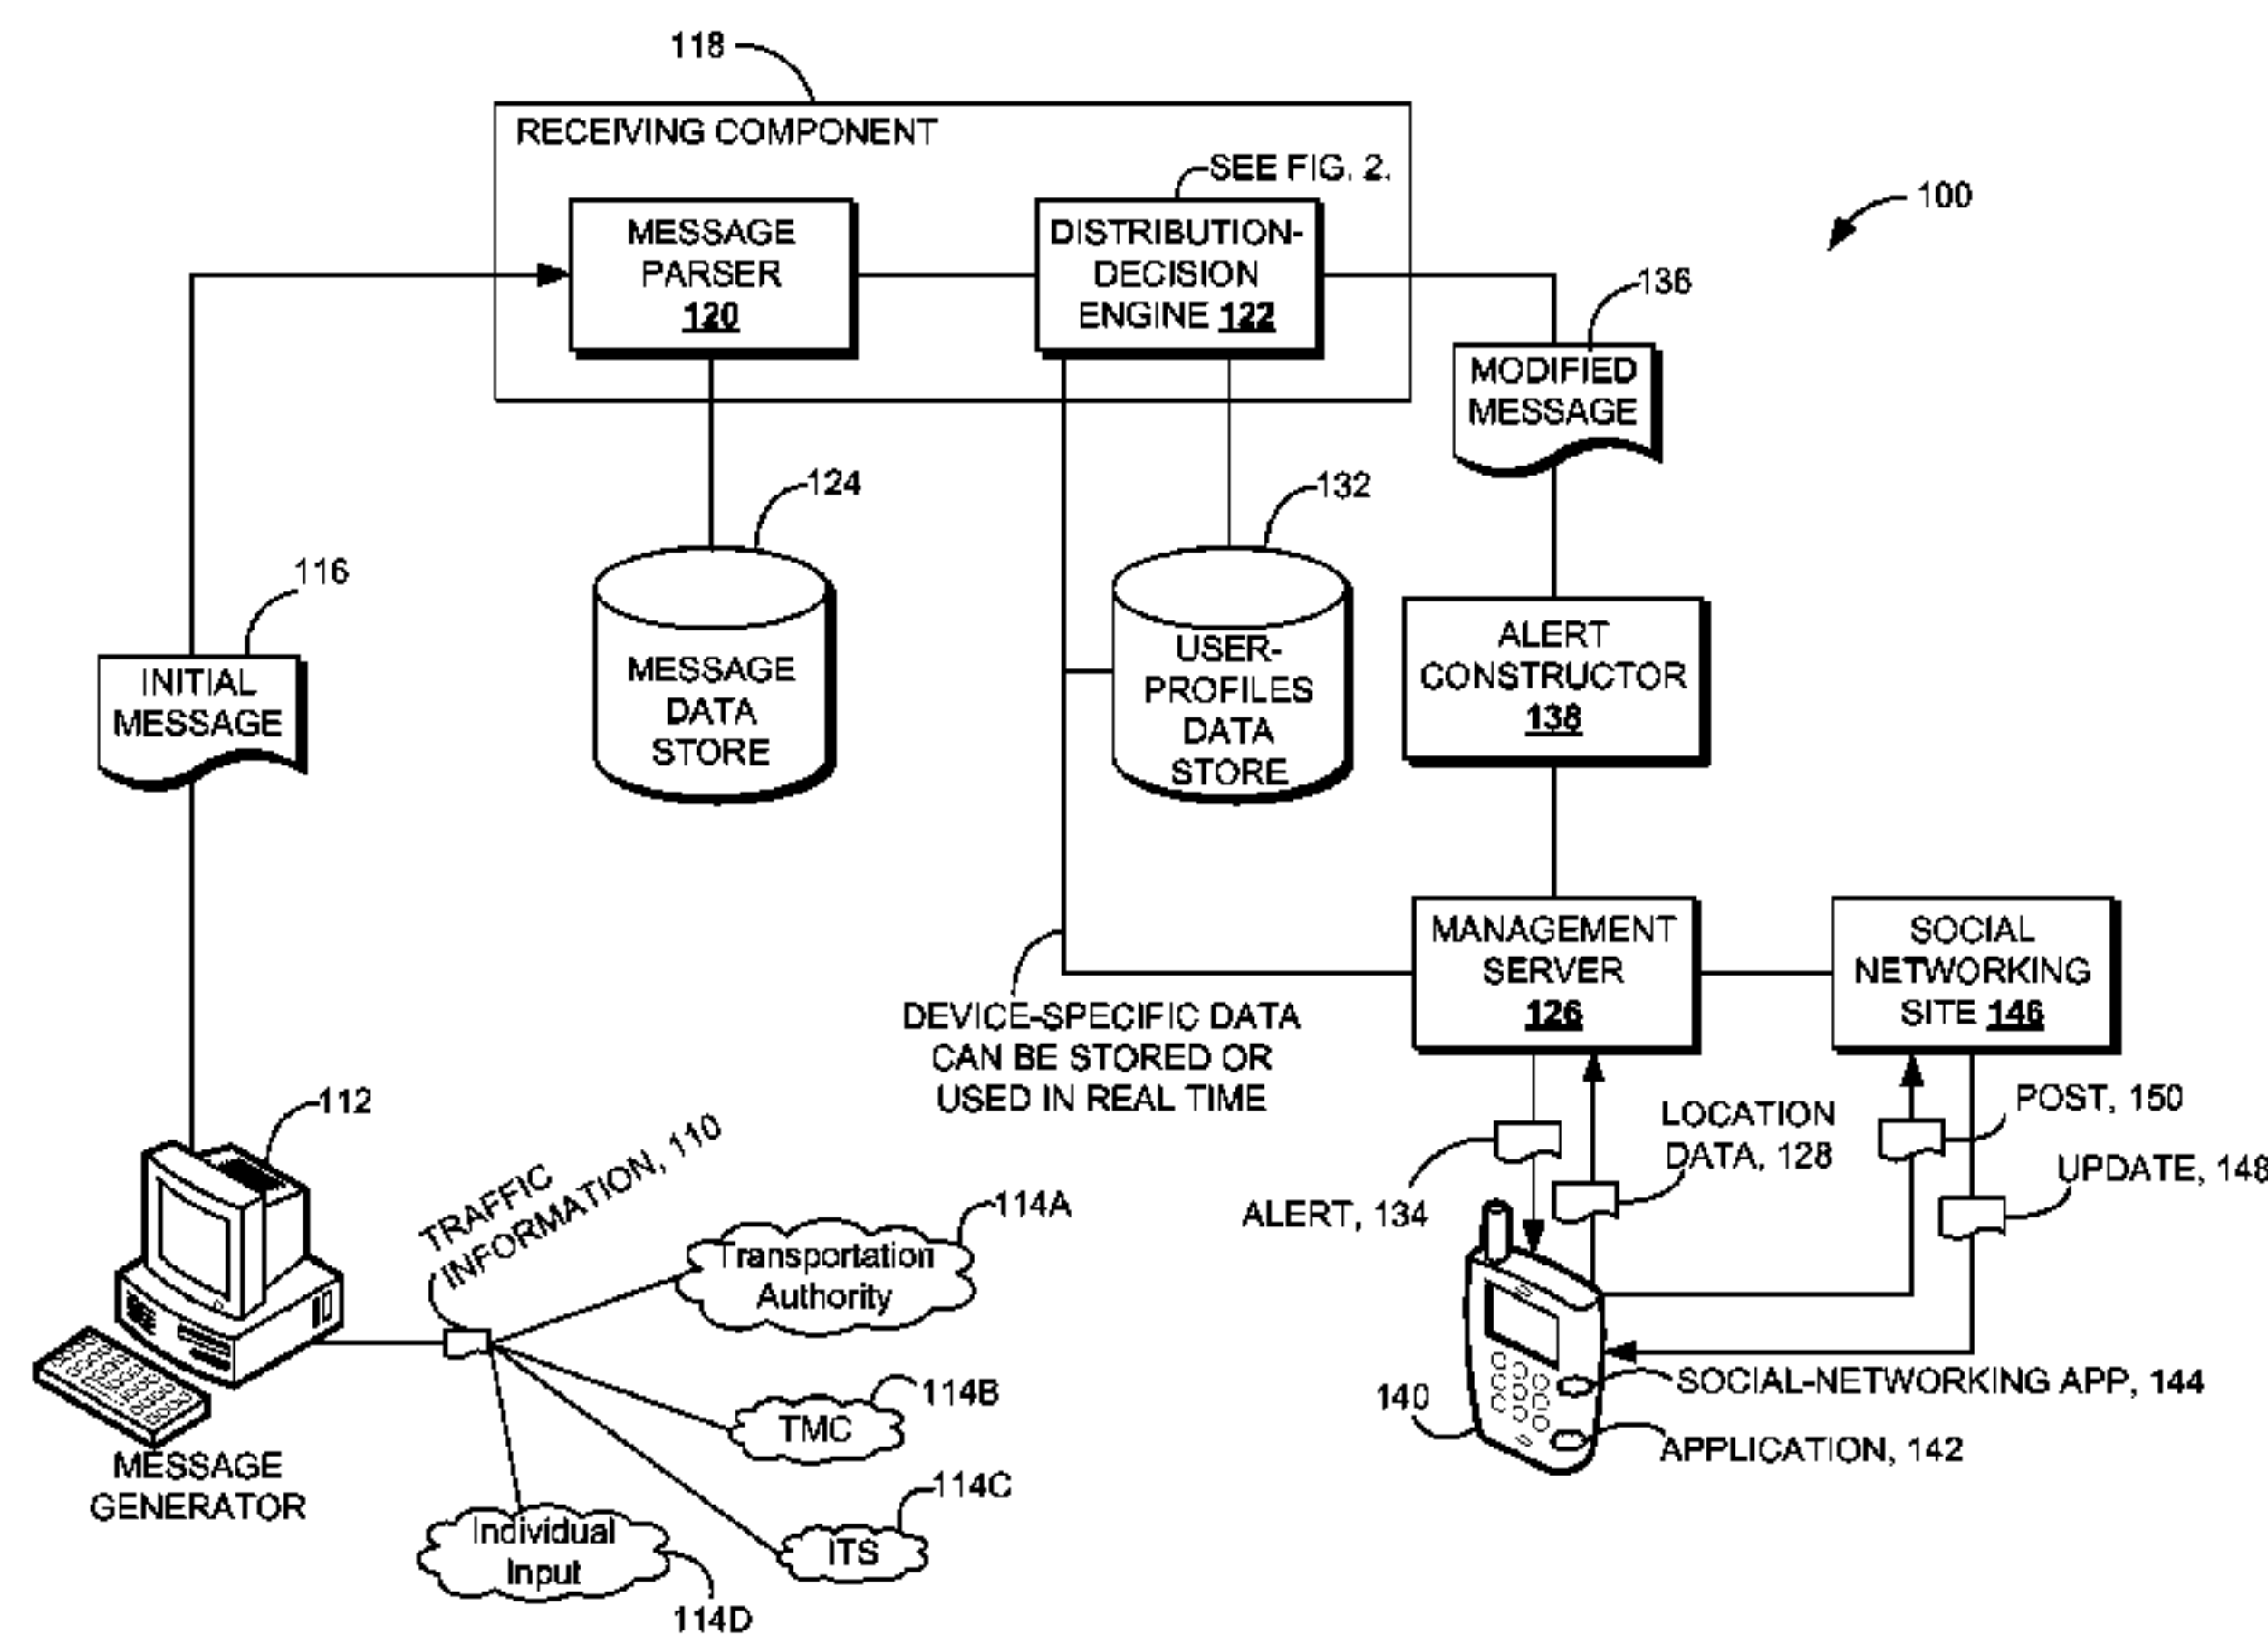 118
RECEIVING COMPONENT
SEE FIG. 2.
100
MESSAGE
PARSER
120
DISTRIBUTION-
DECISION
ENGINE 122
136
MODIFIED
MESSAGE
124
132
116
INITIAL
MESSAGE
MESSAGE
DATA
STORE
USER-
PROFILES
DATA
STORE
ALERT
CONSTRUCTOR
138
MANAGEMENT
SERVER
126
SOCIAL
NETWORKING
SITE 146
DEVICE-SPECIFIC DATA
CAN BE STORED OR
USED IN REAL TIME
112
TRAFFIC
INFORMATION, 110
LOCATION
DATA, 128
POST, 150
UPDATE, 148
ALERT, 134
114A
Transportation
Authority
114B
TMC
140
SOCIAL-NETWORKING APP, 144
APPLICATION, 142
MESSAGE
GENERATOR
114C
ITS
Individual
Input
114D